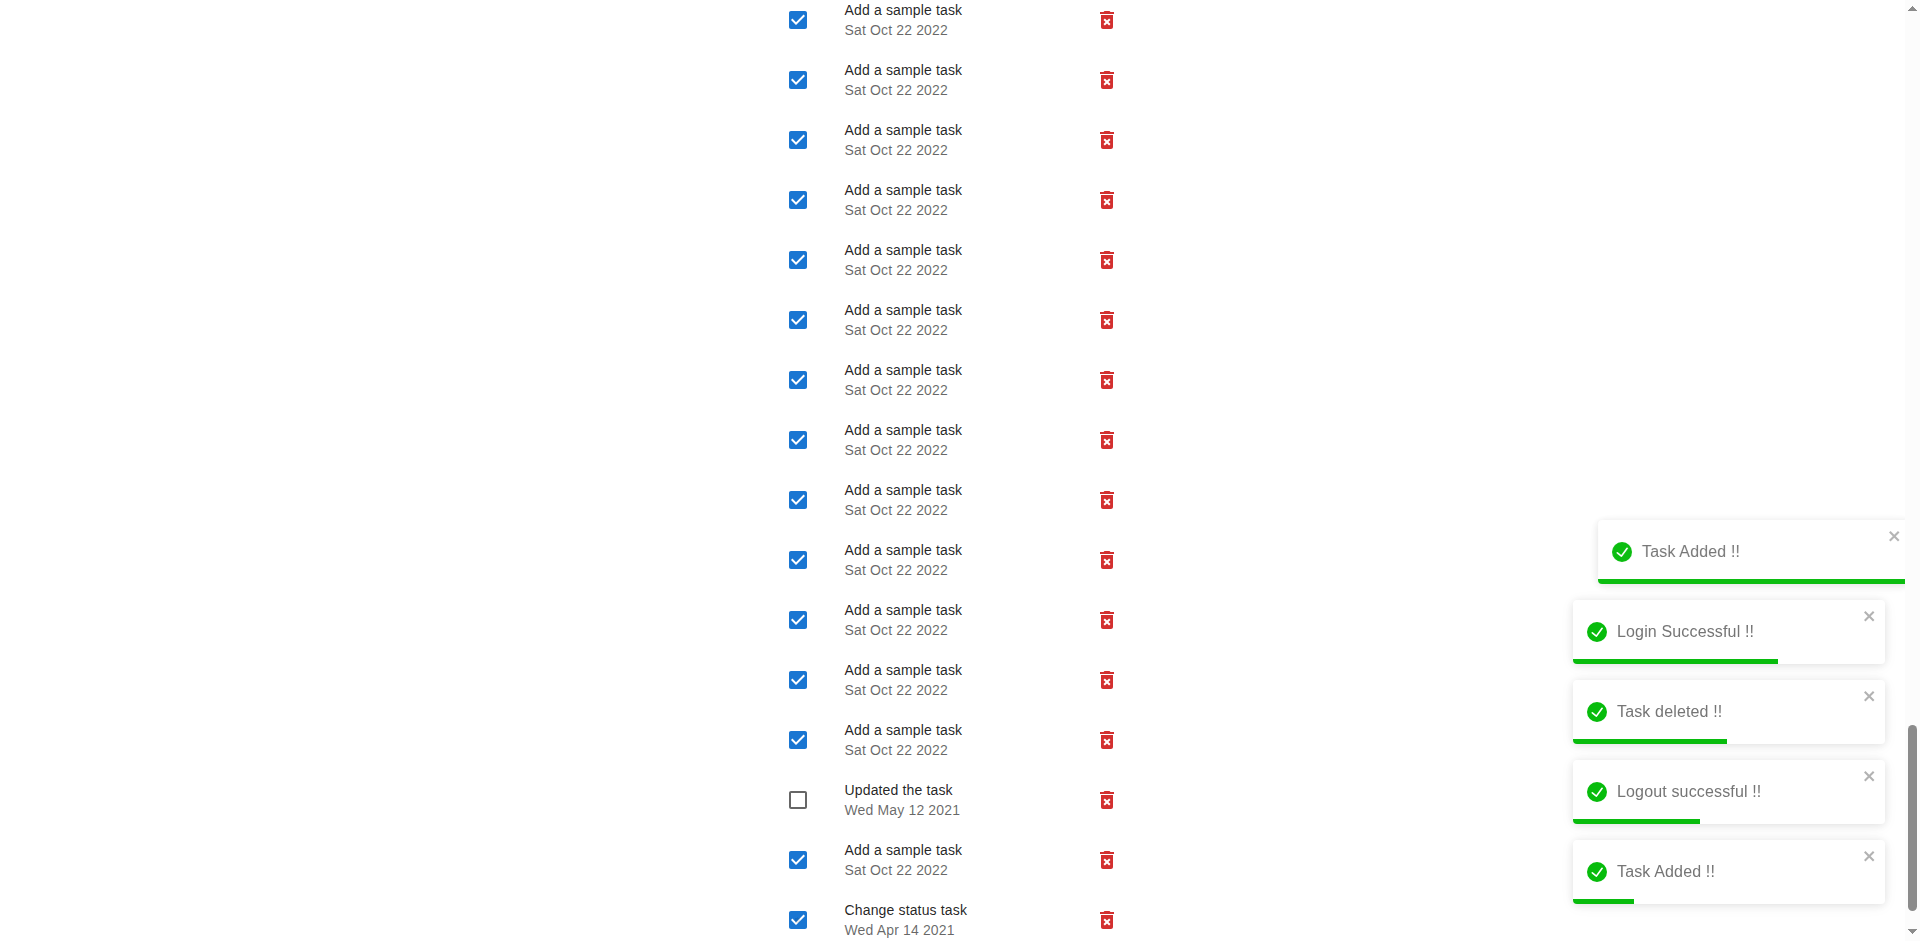 Add a sample task
Sat Oct 22 2022
Add a sample task
Sat Oct 22 2022
Add a sample task
Sat Oct 22 2022
Add a sample task
Sat Oct 22 2022
Add a sample task
Sat Oct 22 2022
Add a sample task
Sat Oct 22 2022
Add a sample task
Sat Oct 22 2022
Add a sample task
Sat Oct 22 2022
Add a sample task
Sat Oct 22 2022
Add a sample task
Sat Oct 22 2022
Add a sample task
Sat Oct 22 2022
Add a sample task
Sat Oct 22 2022
Add a sample task
Sat Oct 22 2022
Updated the task
Wed May 12 2021
Add a sample task
Sat Oct 22 2022
Change status task
Wed Apr 14 2021
Task Added !!
Login Successful !!
Task deleted !!
Logout successful !!
Task Added !!